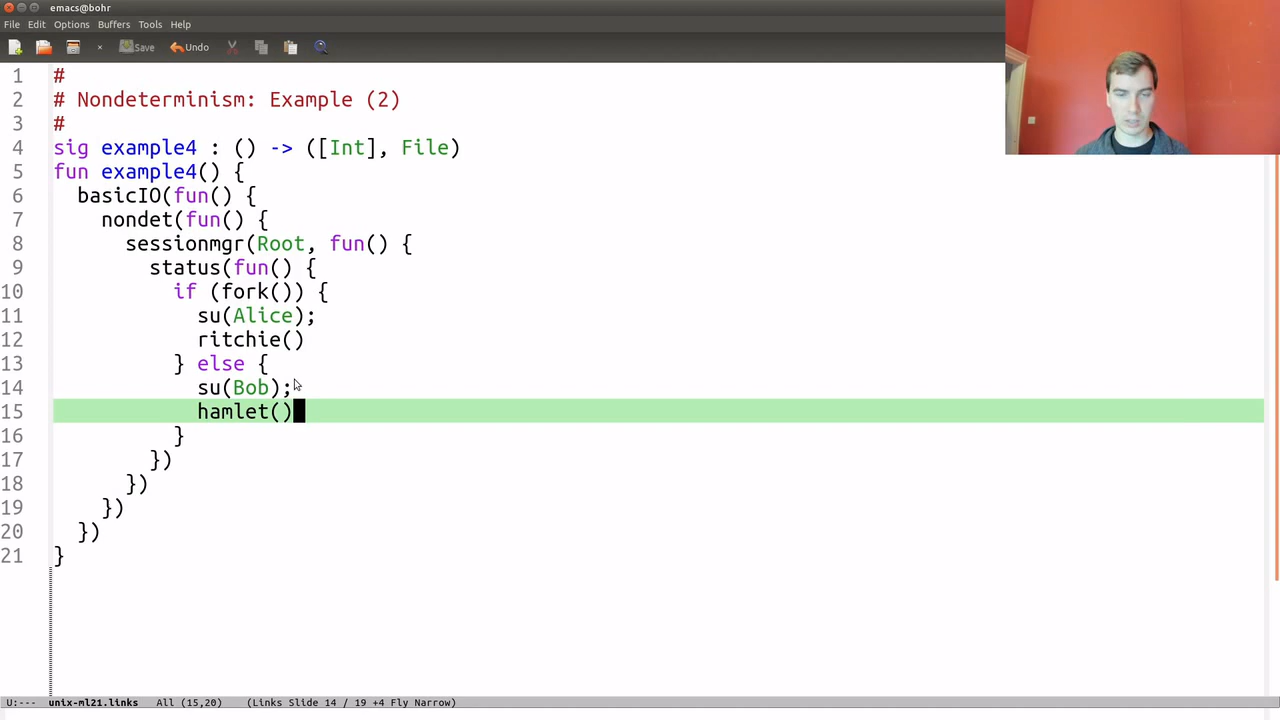 emacs@bohr
File Edit Options Buffers Tools Help
Save Undo
1 #
2 # Nondeterminism: Example (2)
3 #
4 sig example4 : () -> ([Int], File)
5 fun example4() {
6 basicIO(fun() {
7 nondet(fun() {
8 sessionmgr(Root, fun() {
9 status(fun() {
10 if (fork()) {
11 su(Alice);
12 ritchie()
13 } else {
14 su(Bob);
15 hamlet()
16 }
17 })
18 })
19 })
20 })
21 }
U:--- unix-ml21.links All (15,20) (Links Slide 14 / 19 +4 Fly Narrow)